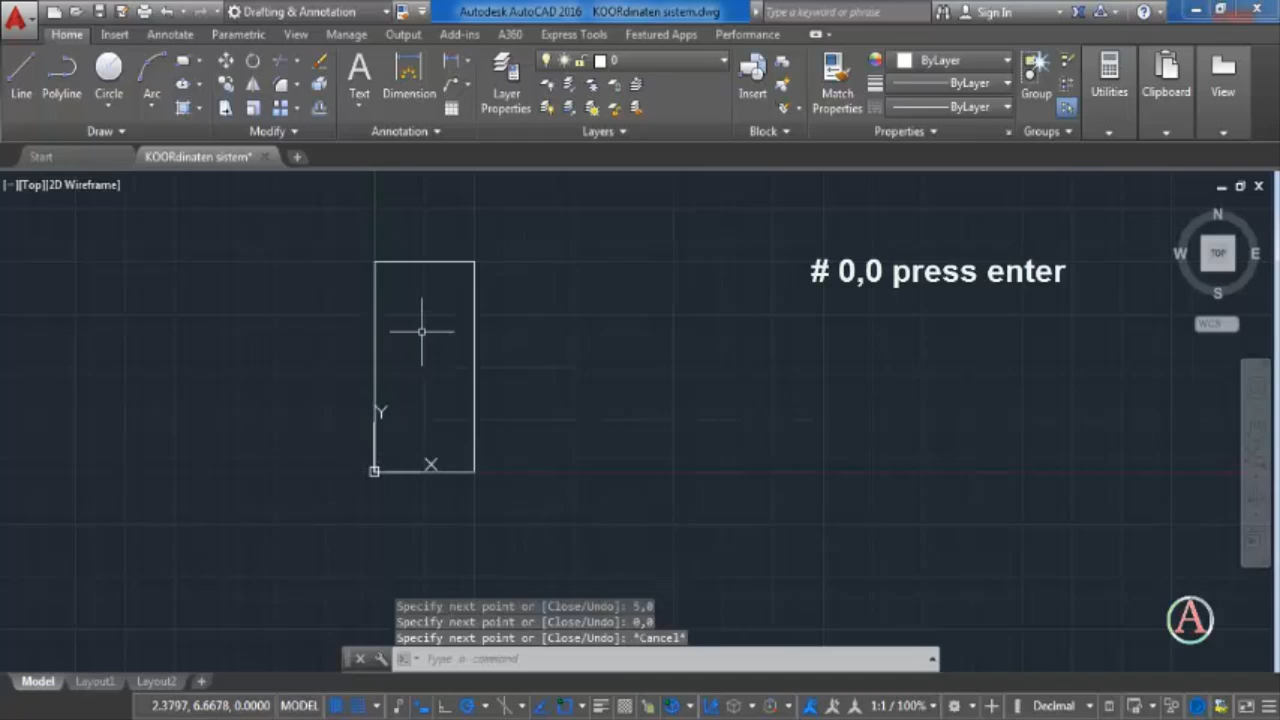 Drafting & Annotation
Autodesk AutoCAD 2016 KOORdinaten sistem.dwg
Type a keyword or phrase
Sign In
Home Insert Annotate Parametric View Manage Output Add-ins A360 Express Tools Featured Apps Performance
0
ByLayer
ByLayer
ByLayer
Line Polyline Circle Arc
Text Dimension
Layer Properties
Insert
Match Properties
Group Utilities Clipboard View
Draw Modify Annotation Layers Block Properties Groups
Start KOORdinaten sistem*
[−][Top][2D Wireframe]
N
W TOP E
S
WCS
# 0,0 press enter
Y
X
Specify next point or [Close/Undo]: 5,0
Specify next point or [Close/Undo]: 0,0
Specify next point or [Close/Undo]: *Cancel*
Type a command
A
Model Layout1 Layout2 +
2.3797, 6.6678, 0.0000 MODEL 1:1 / 100% Decimal